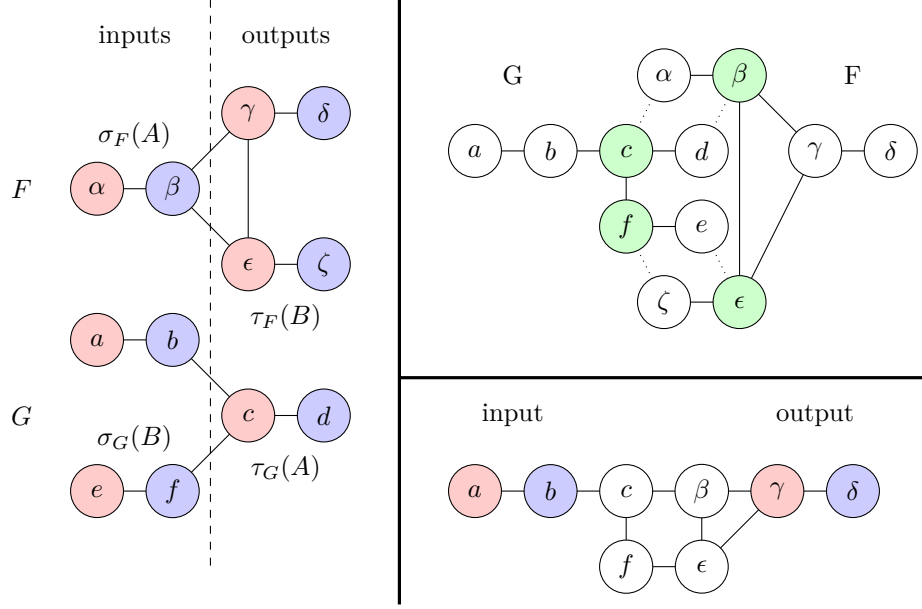 inputs outputs
γ δ
σ_F(A)
F α β
ϵ ζ
τ_F(B)
a b
G c d
σ_G(B)
τ_G(A)
e f
G α β F
a b c d γ δ
f e
ζ ϵ
input output
a b c β γ δ
f ϵ